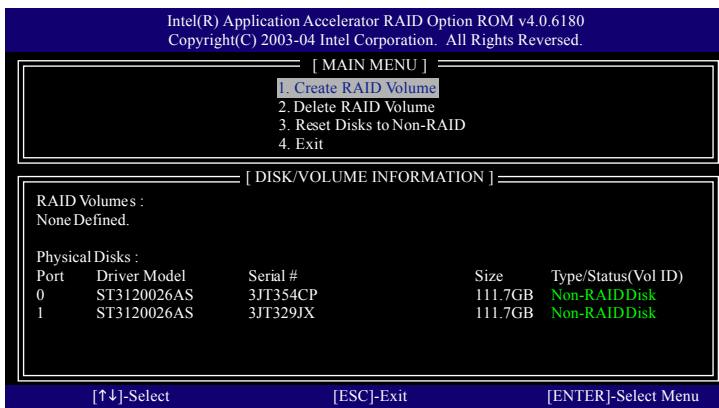 Intel(R) Application Accelerator RAID Option ROM v4.0.6180
Copyright(C) 2003-04 Intel Corporation.  All Rights Reversed.
[ MAIN MENU ]
1. Create RAID Volume
2. Delete RAID Volume
3. Reset Disks to Non-RAID
4. Exit
[ DISK/VOLUME INFORMATION ]
RAID Volumes :
None Defined.
Physical Disks :
Port Driver Model Serial # Size Type/Status(Vol ID)
0 ST3120026AS 3JT354CP 111.7GB Non-RAID Disk
1 ST3120026AS 3JT329JX 111.7GB Non-RAID Disk
[↑↓]-Select [ESC]-Exit [ENTER]-Select Menu